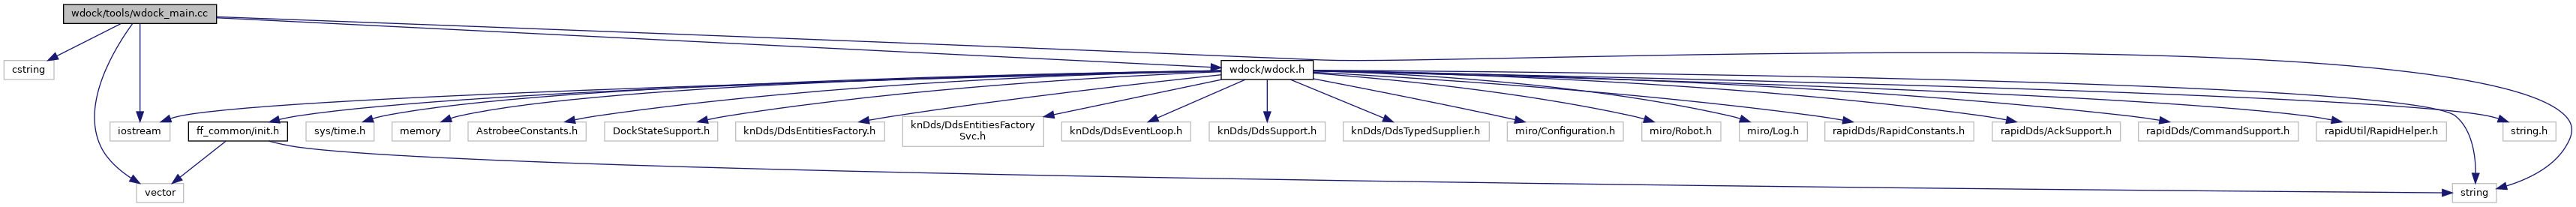 wdock/tools/wdock_main.cc
cstring
wdock/wdock.h
iostream
ff_common/init.h
sys/time.h
memory
AstrobeeConstants.h
DockStateSupport.h
knDds/DdsEntitiesFactory.h
knDds/DdsEntitiesFactory
Svc.h
knDds/DdsEventLoop.h
knDds/DdsSupport.h
knDds/DdsTypedSupplier.h
miro/Configuration.h
miro/Robot.h
miro/Log.h
rapidDds/RapidConstants.h
rapidDds/AckSupport.h
rapidDds/CommandSupport.h
rapidUtil/RapidHelper.h
string.h
vector
string